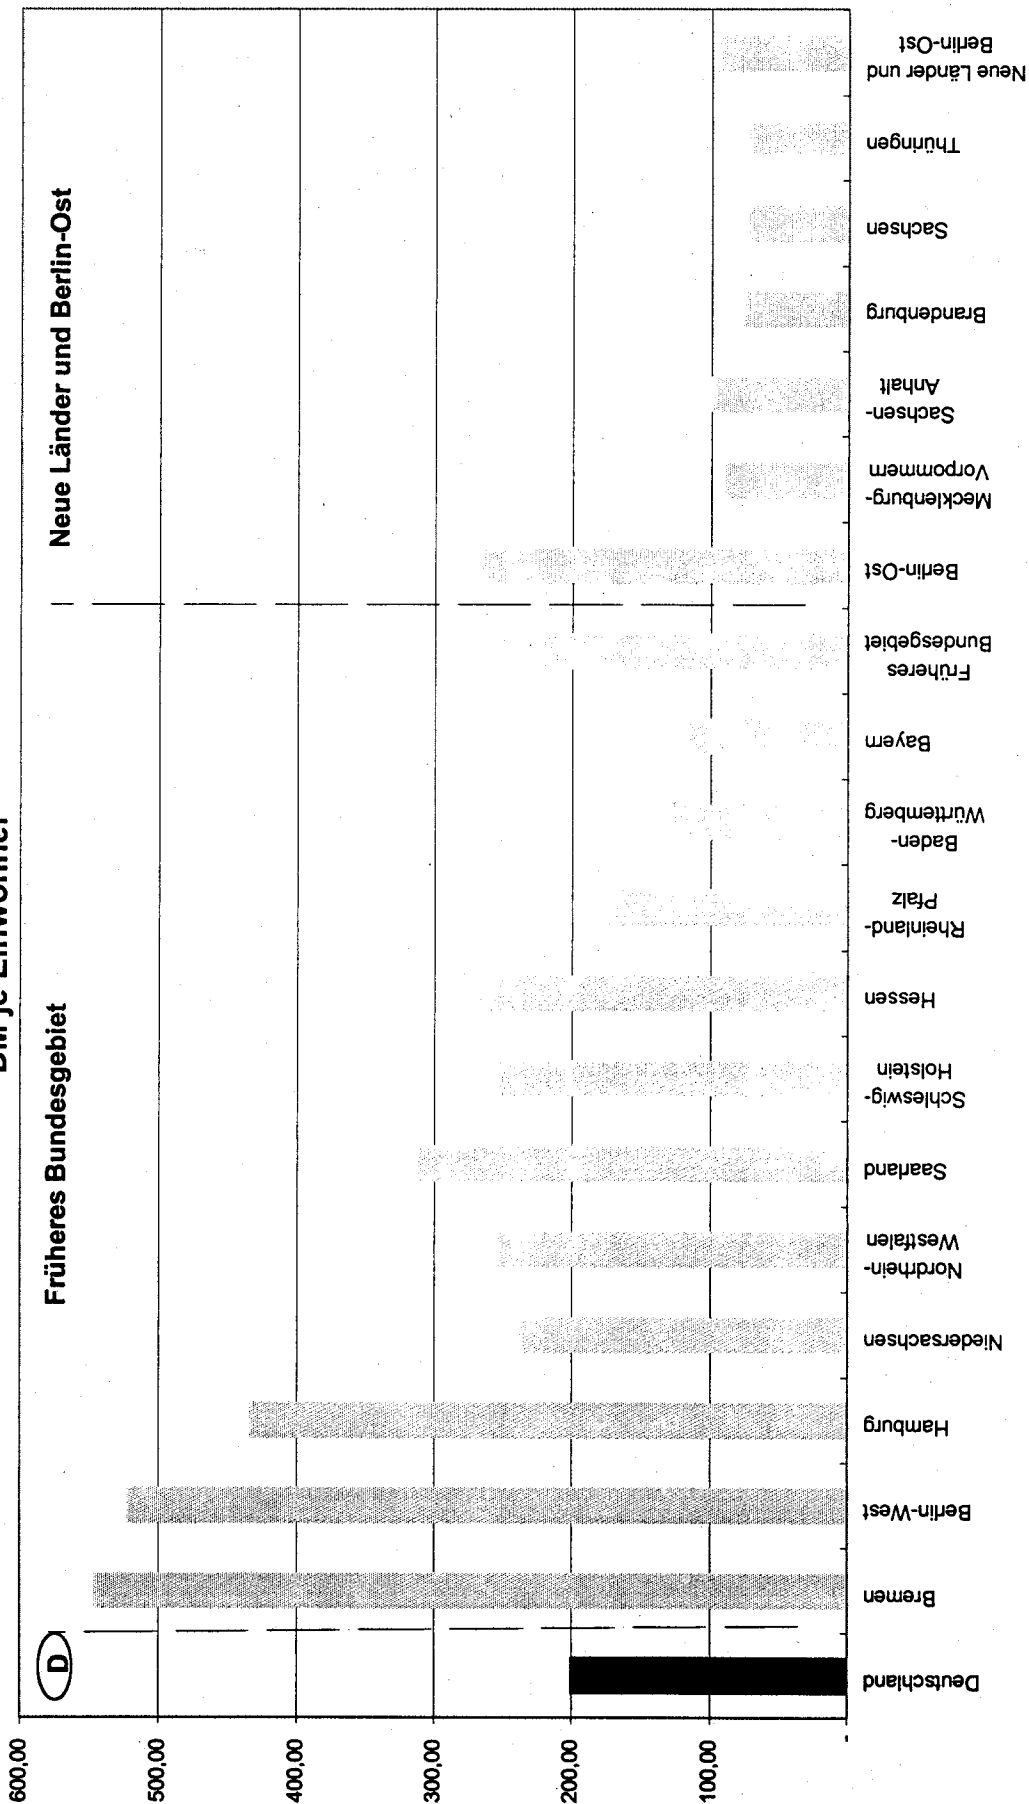 DM je Einwohner
600,00
500,00
400,00
300,00
200,00
100,00
-
D
Früheres Bundesgebiet
Neue Länder und Berlin-Ost
Deutschland
Bremen
Berlin-West
Hamburg
Niedersachsen
Nordrhein-
Westfalen
Saarland
Schleswig-
Holstein
Hessen
Rheinland-
Pfalz
Baden-
Württemberg
Bayern
Früheres
Bundesgebiet
Berlin-Ost
Mecklenburg-
Vorpommern
Sachsen-
Anhalt
Brandenburg
Sachsen
Thüringen
Neue Länder und
Berlin-Ost